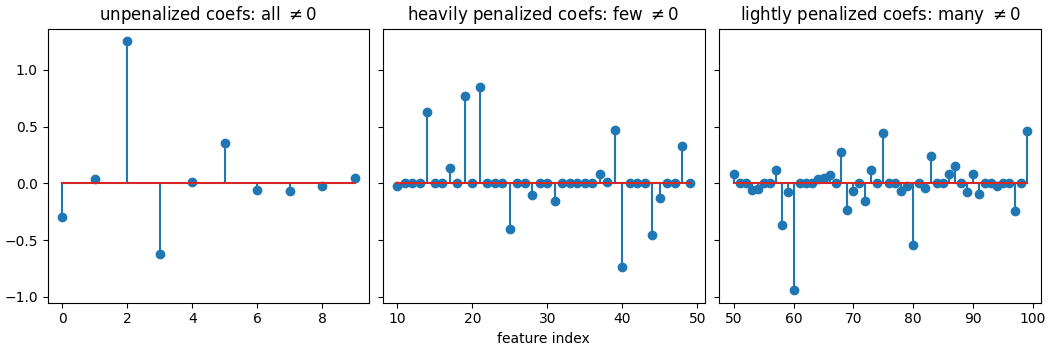 unpenalized coefs: all ≠0
heavily penalized coefs: few ≠0
lightly penalized coefs: many ≠0
1.0
0.5
0.0
−0.5
−1.0
0 2 4 6 8
10 20 30 40 50
50 60 70 80 90 100
feature index